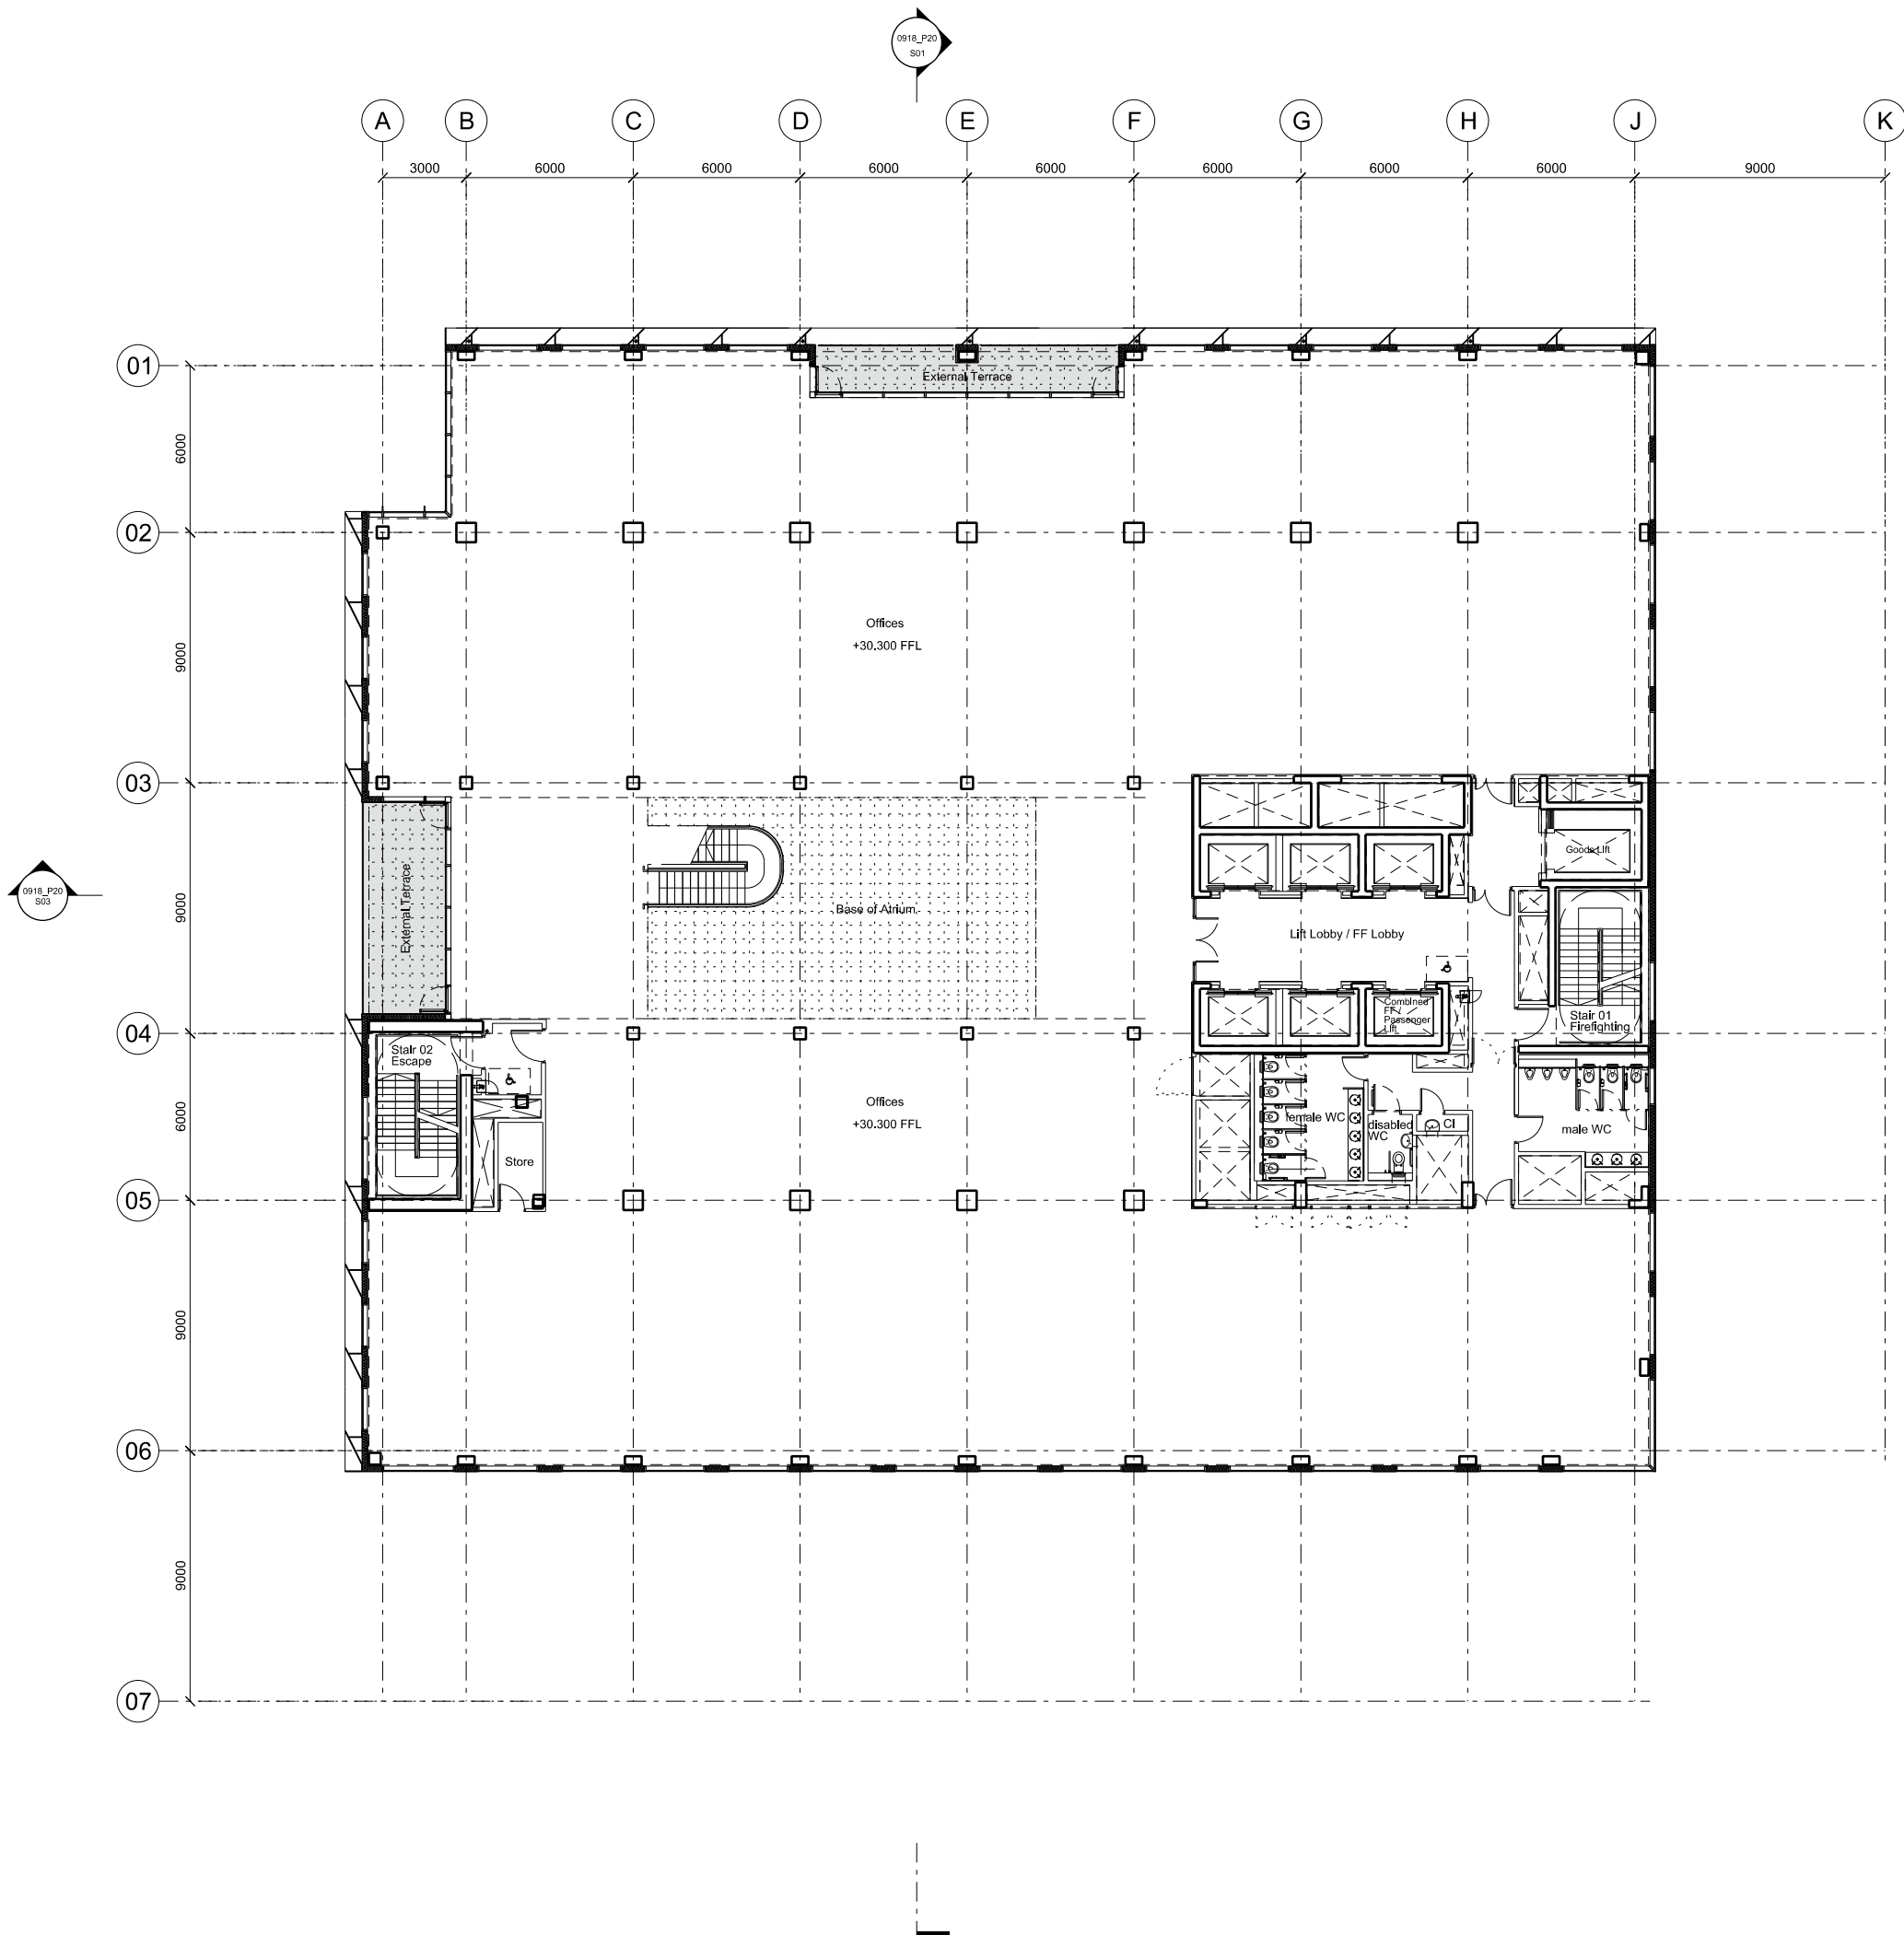 0918_P20
S01
A
B
C
D
E
F
G
H
J
K
3000
6000
6000
6000
6000
6000
6000
6000
9000
01
External Terrace
6000
02
Offices
+30.300 FFL
9000
03
Goods Lift
0918_P20
S03
9000
External Terrace
Base of Atrium
Lift Lobby / FF Lobby
Combined
FF /
Passenger
Lift
Stair 01
Firefighting
04
Stair 02
Escape
Offices
+30.300 FFL
6000
female WC
disabled
WC
Cl
male WC
Store
05
9000
06
9000
07